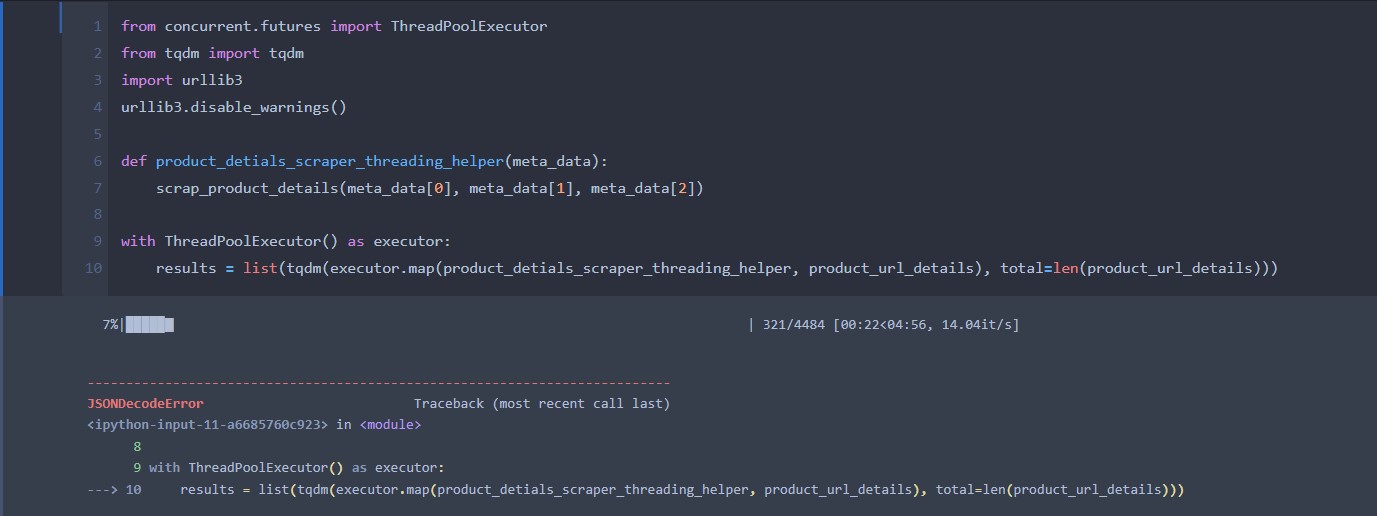 1 from concurrent.futures import ThreadPoolExecutor
2 from tqdm import tqdm
3 import urllib3
4 urllib3.disable_warnings()
5
6 def product_detials_scraper_threading_helper(meta_data):
7     scrap_product_details(meta_data[0], meta_data[1], meta_data[2])
8
9 with ThreadPoolExecutor() as executor:
10     results = list(tqdm(executor.map(product_detials_scraper_threading_helper, product_url_details), total=len(product_url_details)))
7%|██████ | 321/4484 [00:22<04:56, 14.04it/s]
---------------------------------------------------------------------------
JSONDecodeError                           Traceback (most recent call last)
<ipython-input-11-a6685760c923> in <module>
      8
      9 with ThreadPoolExecutor() as executor:
---> 10     results = list(tqdm(executor.map(product_detials_scraper_threading_helper, product_url_details), total=len(product_url_details)))